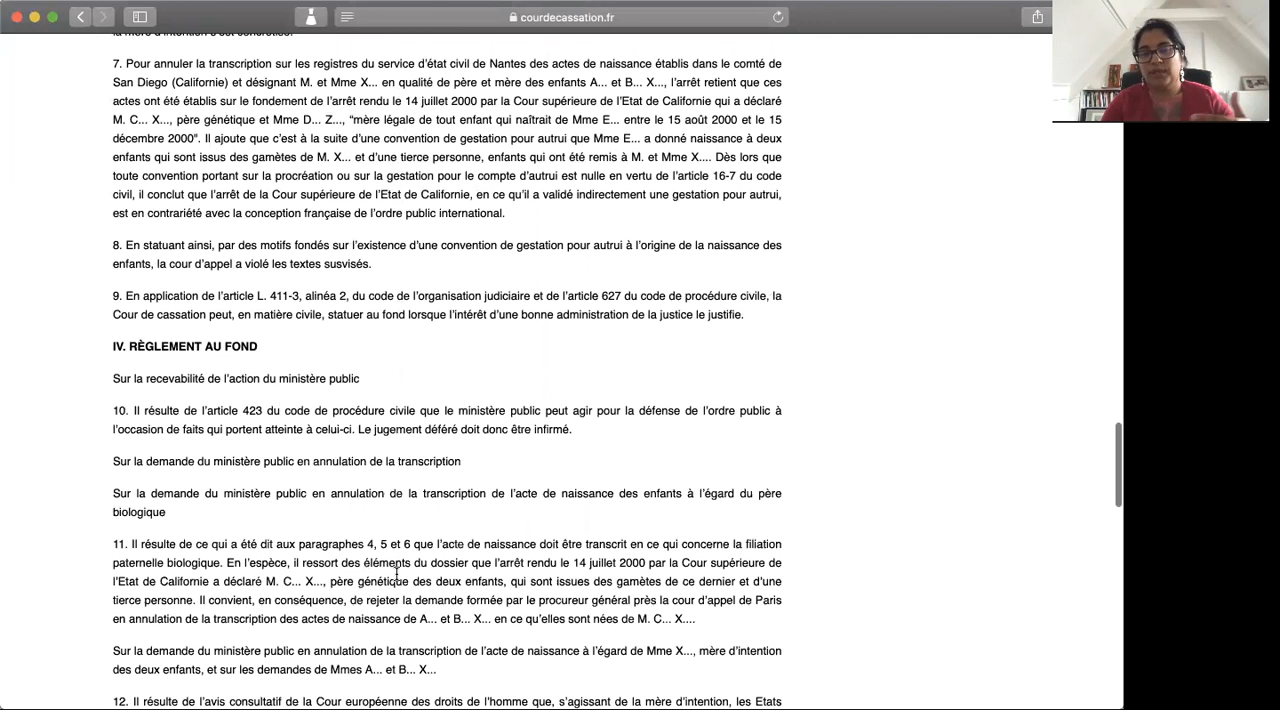 courdecassation.fr
la mère d'intention s'est concrétisé.
7. Pour annuler la transcription sur les registres du service d'état civil de Nantes des actes de naissance établis dans le comté de
San Diego (Californie) et désignant M. et Mme X... en qualité de père et mère des enfants A... et B... X..., l'arrêt retient que ces
actes ont été établis sur le fondement de l'arrêt rendu le 14 juillet 2000 par la Cour supérieure de l'Etat de Californie qui a déclaré
M. C... X..., père génétique et Mme D... Z..., "mère légale de tout enfant qui naîtrait de Mme E... entre le 15 août 2000 et le 15
décembre 2000". Il ajoute que c'est à la suite d'une convention de gestation pour autrui que Mme E... a donné naissance à deux
enfants qui sont issus des gamètes de M. X... et d'une tierce personne, enfants qui ont été remis à M. et Mme X.... Dès lors que
toute convention portant sur la procréation ou sur la gestation pour le compte d'autrui est nulle en vertu de l'article 16-7 du code
civil, il conclut que l'arrêt de la Cour supérieure de l'Etat de Californie, en ce qu'il a validé indirectement une gestation pour autrui,
est en contrariété avec la conception française de l'ordre public international.
8. En statuant ainsi, par des motifs fondés sur l'existence d'une convention de gestation pour autrui à l'origine de la naissance des
enfants, la cour d'appel a violé les textes susvisés.
9. En application de l'article L. 411-3, alinéa 2, du code de l'organisation judiciaire et de l'article 627 du code de procédure civile, la
Cour de cassation peut, en matière civile, statuer au fond lorsque l'intérêt d'une bonne administration de la justice le justifie.
IV. RÈGLEMENT AU FOND
Sur la recevabilité de l'action du ministère public
10. Il résulte de l'article 423 du code de procédure civile que le ministère public peut agir pour la défense de l'ordre public à
l'occasion de faits qui portent atteinte à celui-ci. Le jugement déféré doit donc être infirmé.
Sur la demande du ministère public en annulation de la transcription
Sur la demande du ministère public en annulation de la transcription de l'acte de naissance des enfants à l'égard du père
biologique
11. Il résulte de ce qui a été dit aux paragraphes 4, 5 et 6 que l'acte de naissance doit être transcrit en ce qui concerne la filiation
paternelle biologique. En l'espèce, il ressort des éléments du dossier que l'arrêt rendu le 14 juillet 2000 par la Cour supérieure de
l'Etat de Californie a déclaré M. C... X..., père génétique des deux enfants, qui sont issues des gamètes de ce dernier et d'une
tierce personne. Il convient, en conséquence, de rejeter la demande formée par le procureur général près la cour d'appel de Paris
en annulation de la transcription des actes de naissance de A... et B... X... en ce qu'elles sont nées de M. C... X....
Sur la demande du ministère public en annulation de la transcription de l'acte de naissance à l'égard de Mme X..., mère d'intention
des deux enfants, et sur les demandes de Mmes A... et B... X...
12. Il résulte de l'avis consultatif de la Cour européenne des droits de l'homme que, s'agissant de la mère d'intention, les Etats